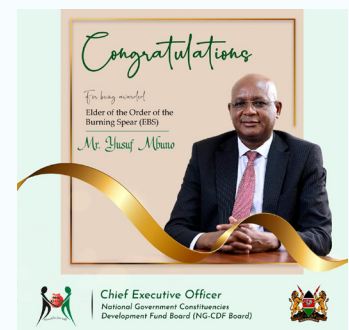 Congratulations
For being awarded
Elder of the Order of the
Burning Spear (EBS)
Mr. Yusuf Mbuno
Chief Executive Officer
National Government Constituencies
Development Fund Board (NG-CDF Board)